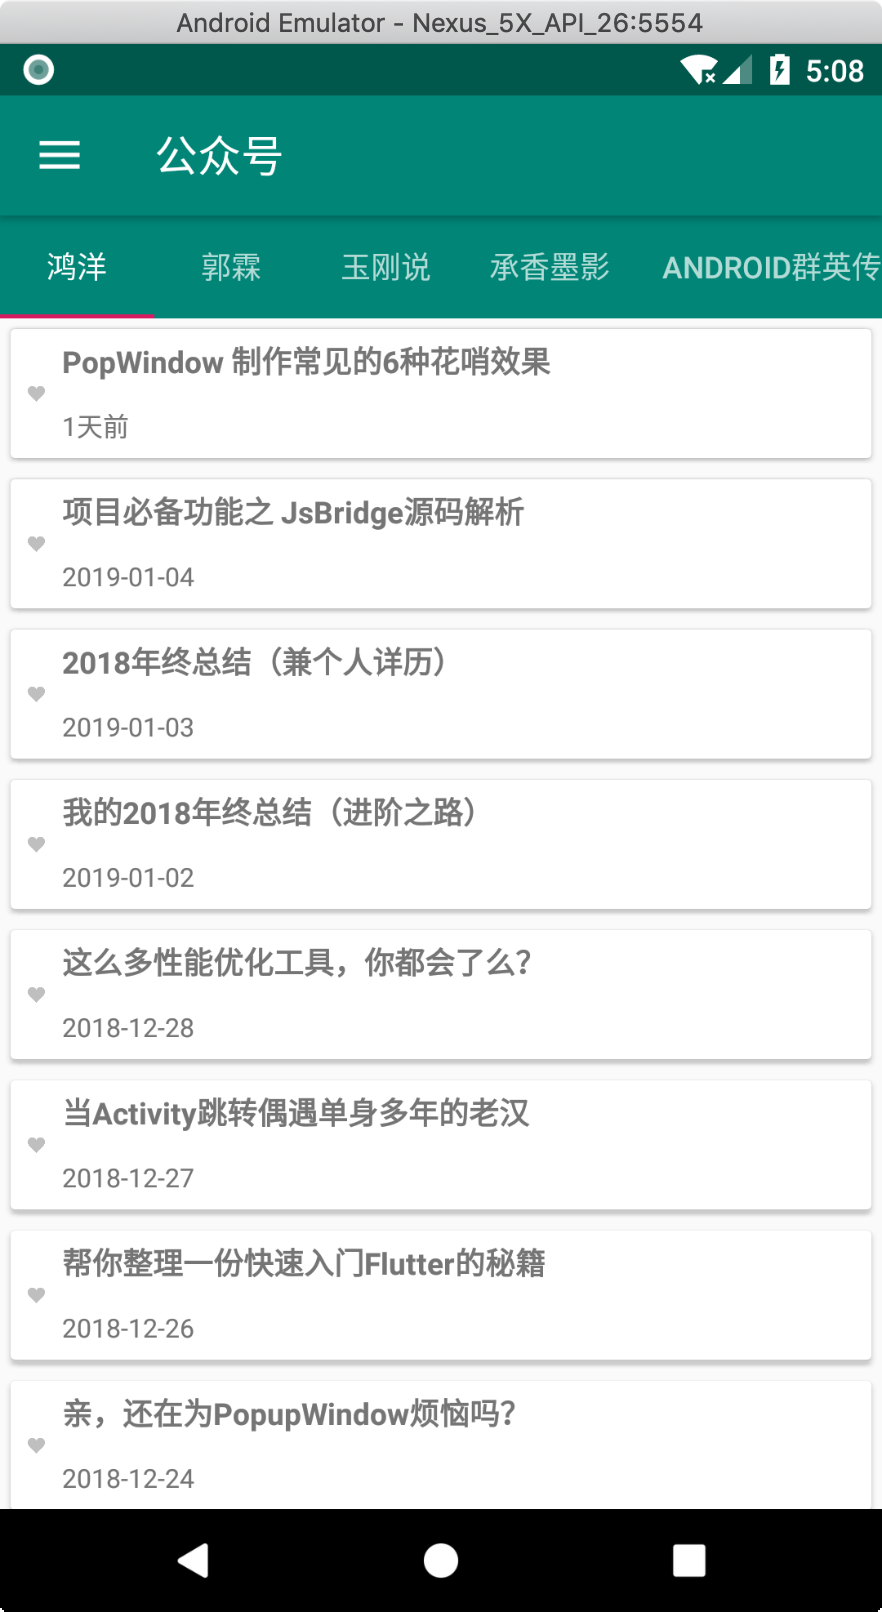 Android Emulator - Nexus_5X_API_26:5554
5:08
公众号
鸿洋 郭霖 玉刚说 承香墨影 ANDROID群英传
PopWindow 制作常见的6种花哨效果
1天前
项目必备功能之 JsBridge源码解析
2019-01-04
2018年终总结（兼个人详历）
2019-01-03
我的2018年终总结（进阶之路）
2019-01-02
这么多性能优化工具，你都会了么？
2018-12-28
当Activity跳转偶遇单身多年的老汉
2018-12-27
帮你整理一份快速入门Flutter的秘籍
2018-12-26
亲，还在为PopupWindow烦恼吗？
2018-12-24